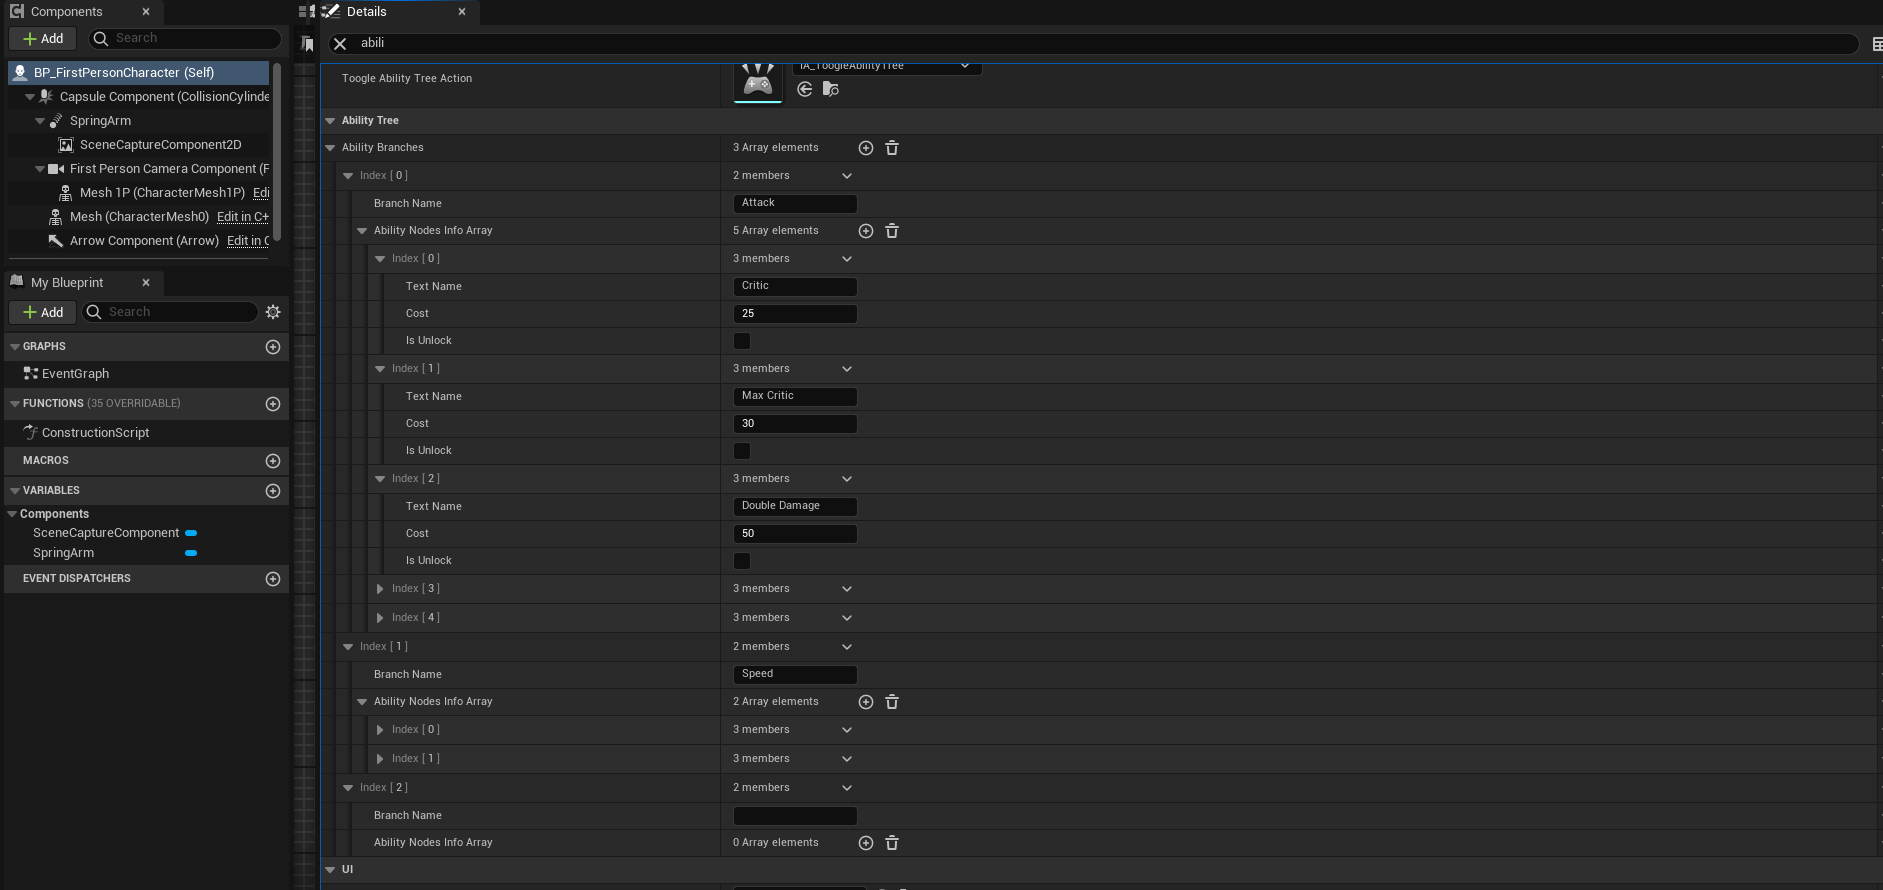 Components
Add
Search
BP_FirstPersonCharacter (Self)
Capsule Component (CollisionCylinde
SpringArm
SceneCaptureComponent2D
First Person Camera Component (F
Mesh 1P (CharacterMesh1P) Edi
Mesh (CharacterMesh0) Edit in C+
Arrow Component (Arrow) Edit in C
My Blueprint
Add
Search
GRAPHS
EventGraph
FUNCTIONS (35 OVERRIDABLE)
ConstructionScript
MACROS
VARIABLES
Components
SceneCaptureComponent
SpringArm
EVENT DISPATCHERS
Details
abili
Toogle Ability Tree Action
IA_ToogleAbilityTree
Ability Tree
Ability Branches 3 Array elements
Index [ 0 ] 2 members
Branch Name Attack
Ability Nodes Info Array 5 Array elements
Index [ 0 ] 3 members
Text Name Critic
Cost 25
Is Unlock
Index [ 1 ] 3 members
Text Name Max Critic
Cost 30
Is Unlock
Index [ 2 ] 3 members
Text Name Double Damage
Cost 50
Is Unlock
Index [ 3 ] 3 members
Index [ 4 ] 3 members
Index [ 1 ] 2 members
Branch Name Speed
Ability Nodes Info Array 2 Array elements
Index [ 0 ] 3 members
Index [ 1 ] 3 members
Index [ 2 ] 2 members
Branch Name
Ability Nodes Info Array 0 Array elements
UI